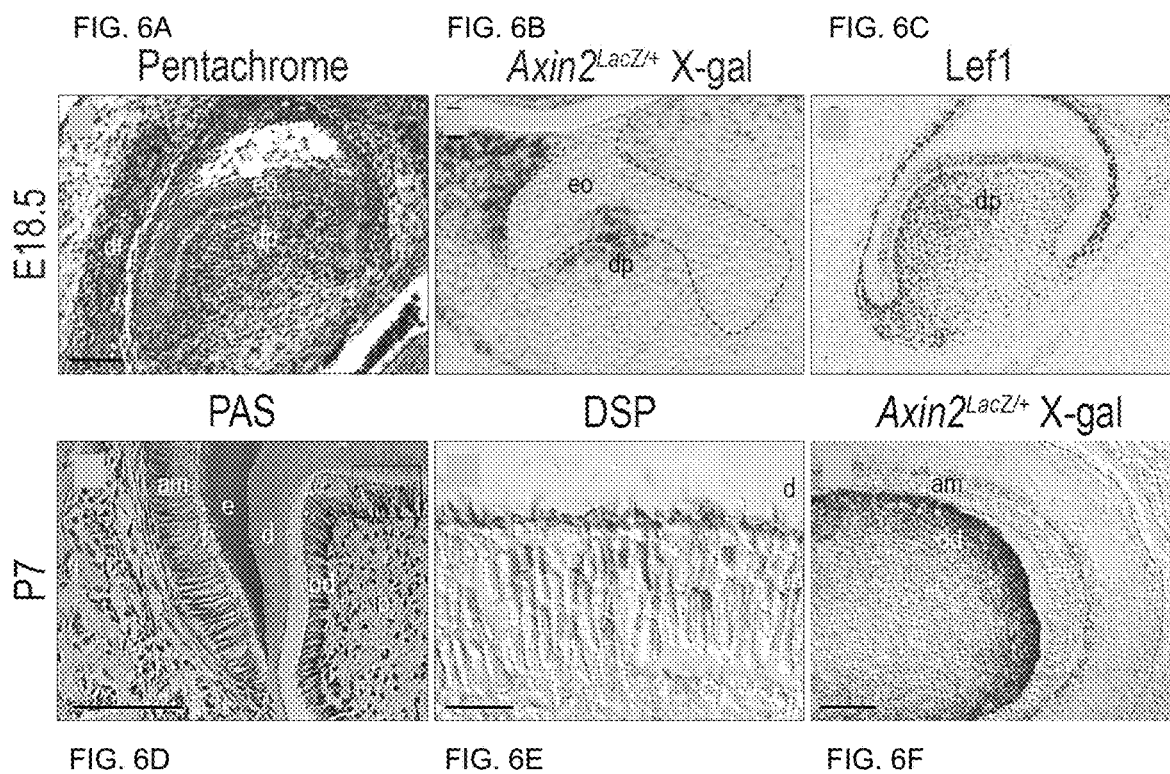 FIG. 6A
FIG. 6B
FIG. 6C
Pentachrome
Axin2LacZ/+ X-gal
Lef1
E18.5
eo
dp
eo
dp
dp
PAS
DSP
Axin2LacZ/+ X-gal
P7
am
e
d
od
d
am
od
FIG. 6D
FIG. 6E
FIG. 6F